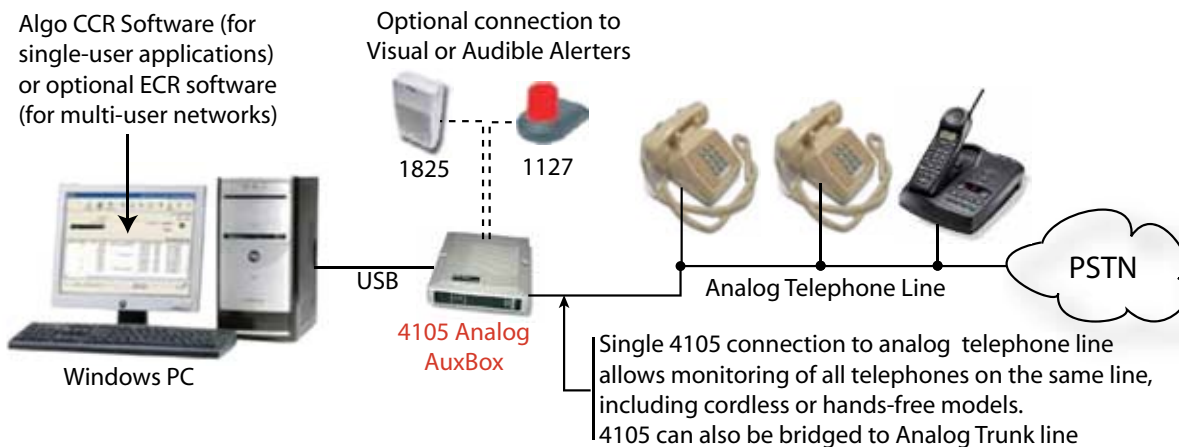 Algo CCR Software (for
single-user applications)
or optional ECR software
(for multi-user networks)
Optional connection to
Visual or Audible Alerters
1825
1127
USB
4105 Analog
AuxBox
Windows PC
Analog Telephone Line
PSTN
Single 4105 connection to analog telephone line
allows monitoring of all telephones on the same line,
including cordless or hands-free models.
4105 can also be bridged to Analog Trunk line